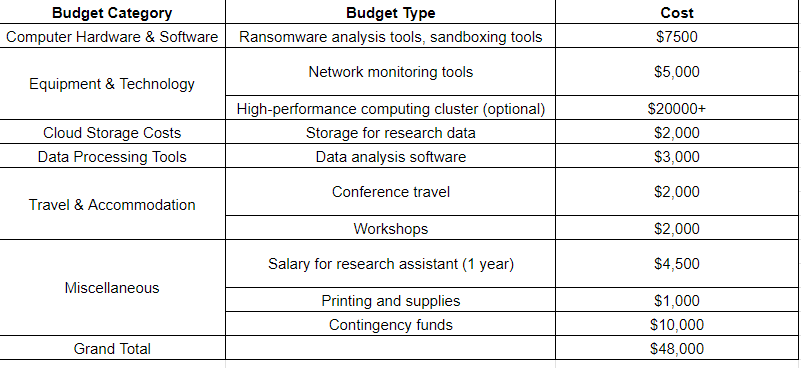 Budget Category Budget Type Cost
Computer Hardware & Software Ransomware analysis tools, sandboxing tools $7500
Equipment & Technology Network monitoring tools $5,000
High-performance computing cluster (optional) $20000+
Cloud Storage Costs Storage for research data $2,000
Data Processing Tools Data analysis software $3,000
Travel & Accommodation Conference travel $2,000
Workshops $2,000
Miscellaneous Salary for research assistant (1 year) $4,500
Printing and supplies $1,000
Contingency funds $10,000
Grand Total $48,000